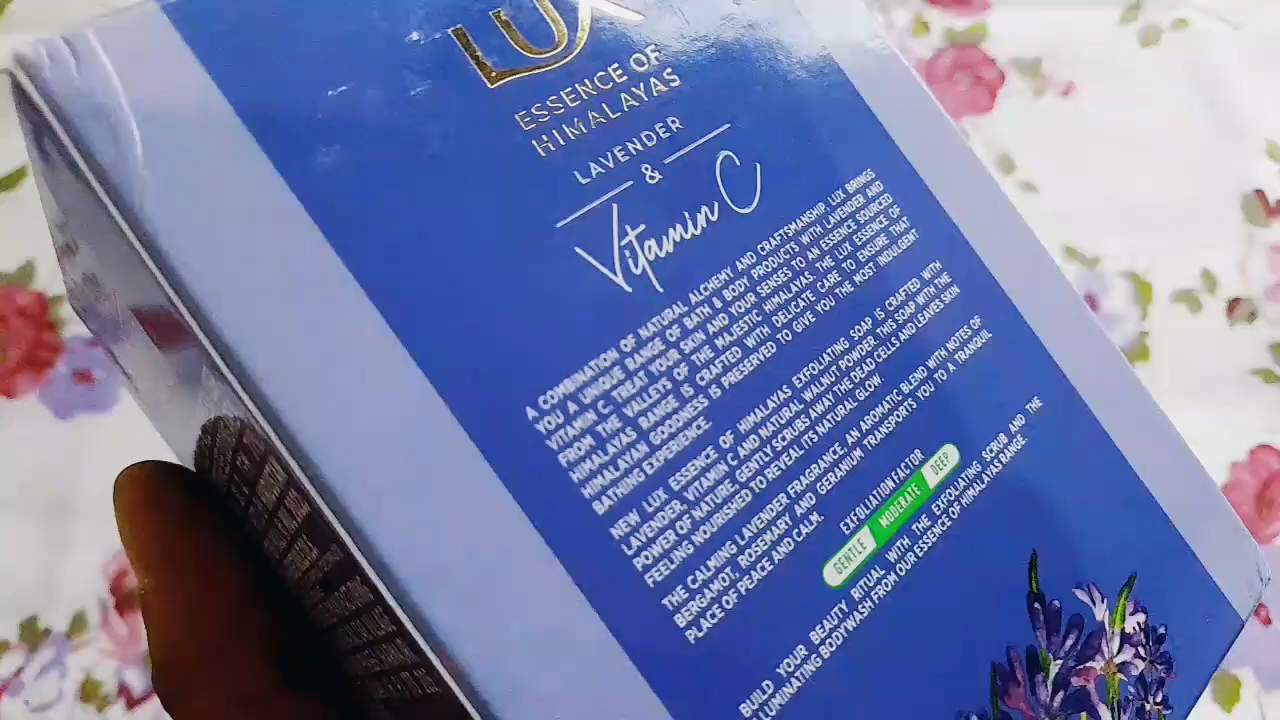 LUX
ESSENCE OF
HIMALAYAS
LAVENDER
&
Vitamin C
A COMBINATION OF NATURAL ALCHEMY AND CRAFTSMANSHIP, LUX BRINGS
YOU A UNIQUE RANGE OF BATH & BODY PRODUCTS WITH LAVENDER AND
VITAMIN C. TREAT YOUR SKIN AND YOUR SENSES TO AN ESSENCE SOURCED
FROM THE VALLEYS OF THE MAJESTIC HIMALAYAS. THE LUX ESSENCE OF
HIMALAYAS RANGE IS CRAFTED WITH DELICATE CARE TO ENSURE THAT
HIMALAYAN GOODNESS IS PRESERVED TO GIVE YOU THE MOST INDULGENT
BATHING EXPERIENCE.
NEW LUX ESSENCE OF HIMALAYAS EXFOLIATING SOAP IS CRAFTED WITH
LAVENDER, VITAMIN C AND NATURAL WALNUT POWDER. THIS SOAP WITH THE
POWER OF NATURE GENTLY SCRUBS AWAY THE DEAD CELLS AND LEAVES SKIN
FEELING NOURISHED TO REVEAL ITS NATURAL GLOW.
THE CALMING LAVENDER FRAGRANCE, AN AROMATIC BLEND WITH NOTES OF
BERGAMOT, ROSEMARY AND GERANIUM TRANSPORTS YOU TO A TRANQUIL
PLACE OF PEACE AND CALM.
EXFOLIATION FACTOR
GENTLE MODERATE DEEP
BUILD YOUR BEAUTY RITUAL WITH THE EXFOLIATING SCRUB AND THE
ILLUMINATING BODYWASH FROM OUR ESSENCE OF HIMALAYAS RANGE.